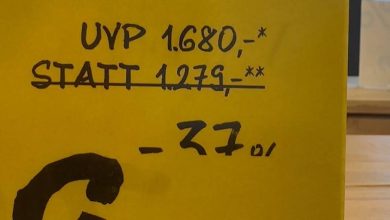 UVP 1.680,-*
STATT 1.279,-**
- 37 %